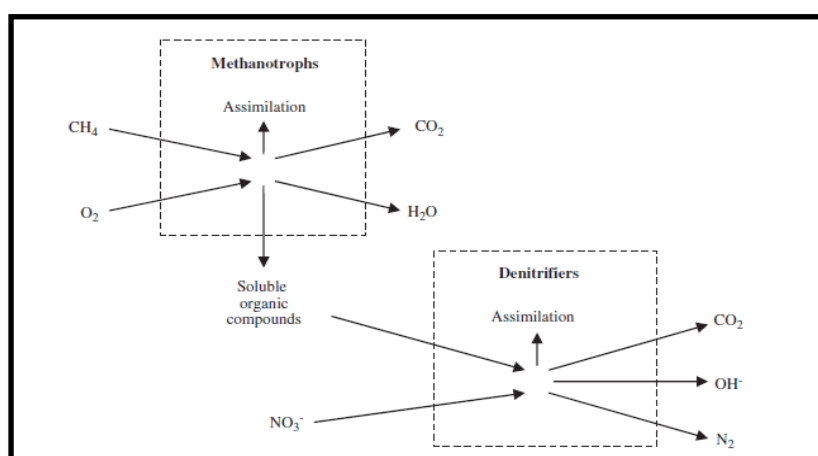 Methanotrophs
Assimilation
CH₄
CO₂
O₂
H₂O
Soluble
organic
compounds
Denitrifiers
Assimilation
CO₂
OH⁻
NO₃⁻
N₂